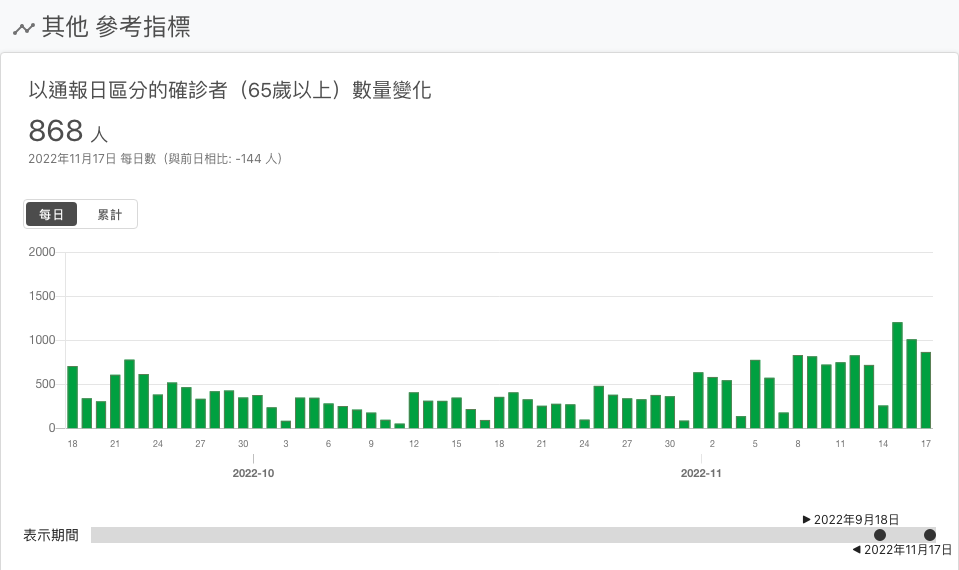 其他 參考指標
以通報日區分的確診者（65歲以上）數量變化
868 人
2022年11月17日 每日數（與前日相比: -144 人）
每日 累計
2000
1500
1000
500
0
18 21 24 27 30 3 6 9 12 15 18 21 24 27 30 2 5 8 11 14 17
2022-10 2022-11
▶ 2022年9月18日
表示期間
◀ 2022年11月17日